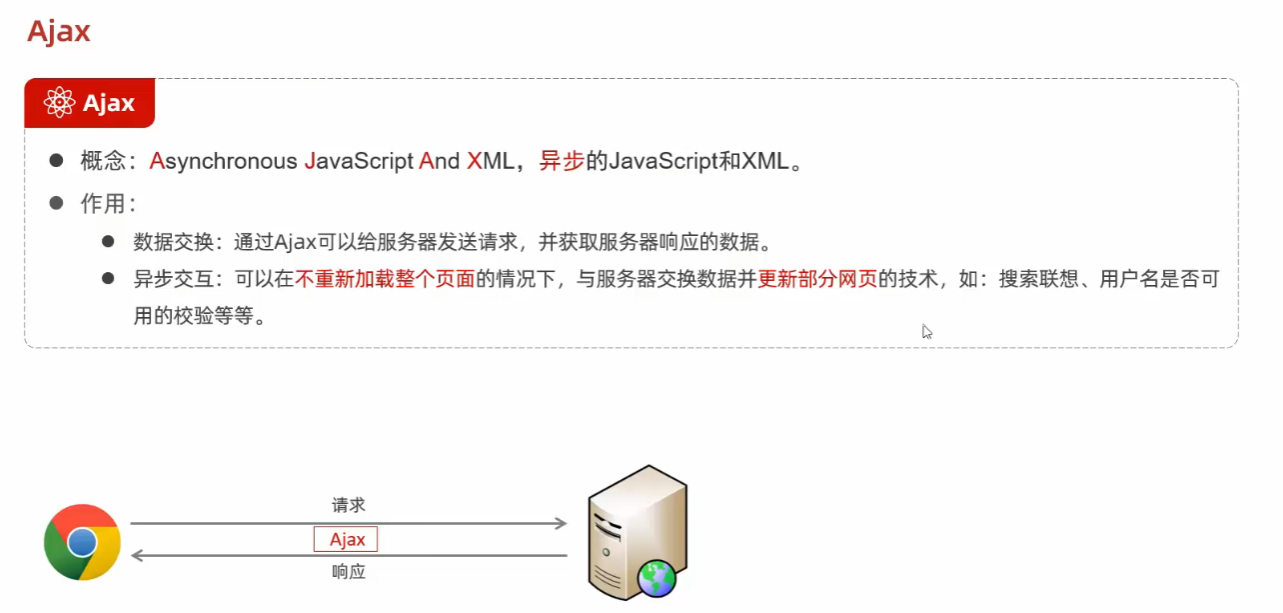 Ajax
Ajax
概念：Asynchronous JavaScript And XML，异步的JavaScript和XML。
作用：
数据交换：通过Ajax可以给服务器发送请求，并获取服务器响应的数据。
异步交互：可以在不重新加载整个页面的情况下，与服务器交换数据并更新部分网页的技术，如：搜索联想、用户名是否可
用的校验等等。
请求
Ajax
响应